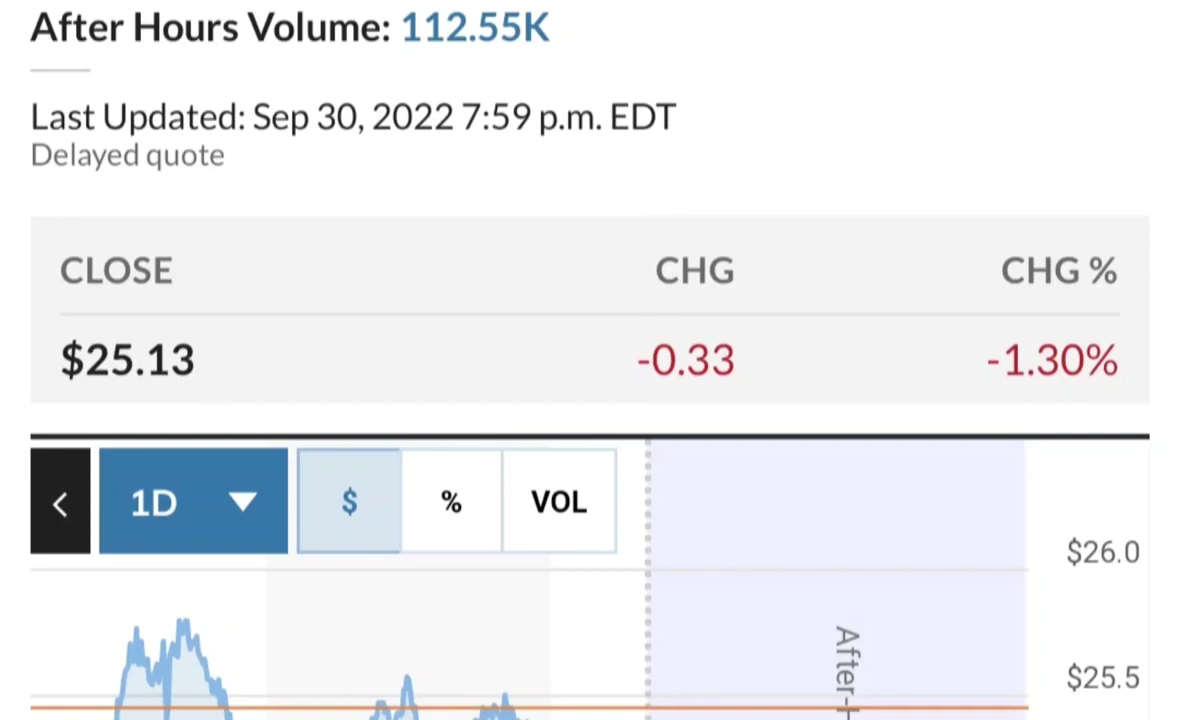 After Hours Volume: 112.55K
Last Updated: Sep 30, 2022 7:59 p.m. EDT
Delayed quote
CLOSE CHG CHG %
$25.13 -0.33 -1.30%
1D $ % VOL
$26.0
After-
$25.5